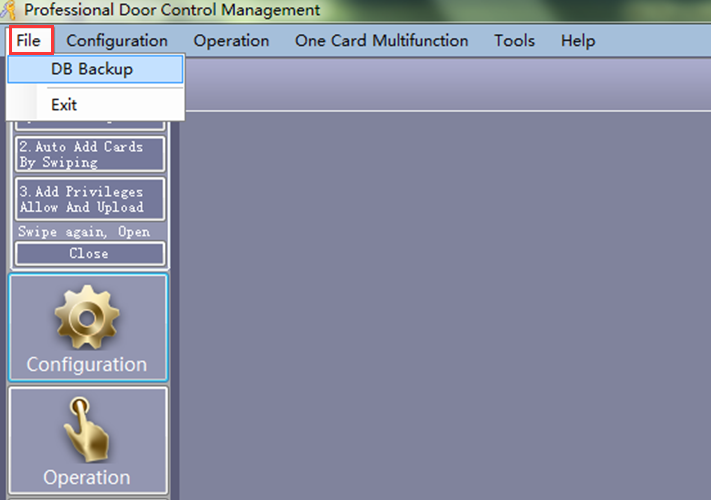 Professional Door Control Management
File Configuration Operation One Card Multifunction Tools Help
DB Backup
Exit
2.Auto Add Cards
By Swiping
3.Add Privileges
Allow And Upload
Swipe again, Open
Close
Configuration
Operation